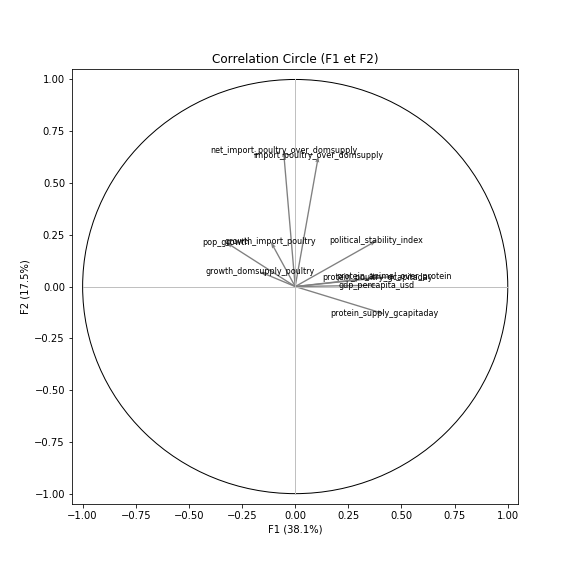 Correlation Circle (F1 et F2)
1.00
0.75
0.50
0.25
0.00
−0.25
−0.50
−0.75
−1.00
F2 (17.5%)
net_import_poultry_over_domsupply
import_poultry_over_domsupply
pop_growth
growth_import_poultry
political_stability_index
growth_domsupply_poultry
protein_animal_over_protein
protein_poultry_gcapitaday
gdp_percapita_usd
protein_supply_gcapitaday
−1.00 −0.75 −0.50 −0.25 0.00 0.25 0.50 0.75 1.00
F1 (38.1%)